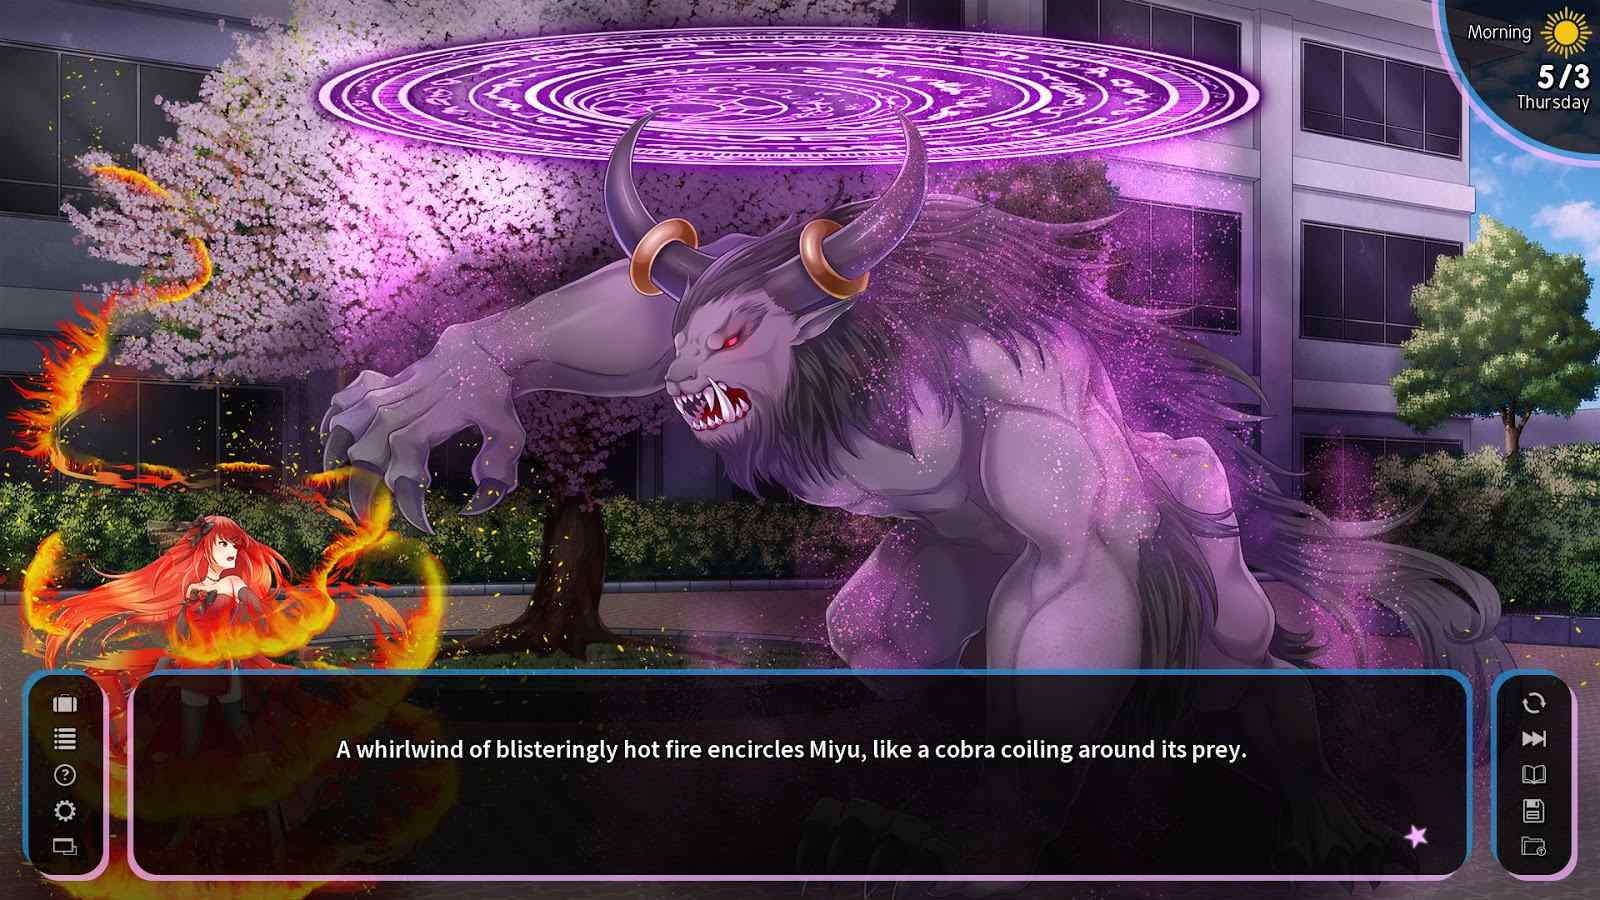 Morning
5/3
Thursday
A whirlwind of blisteringly hot fire encircles Miyu, like a cobra coiling around its prey.